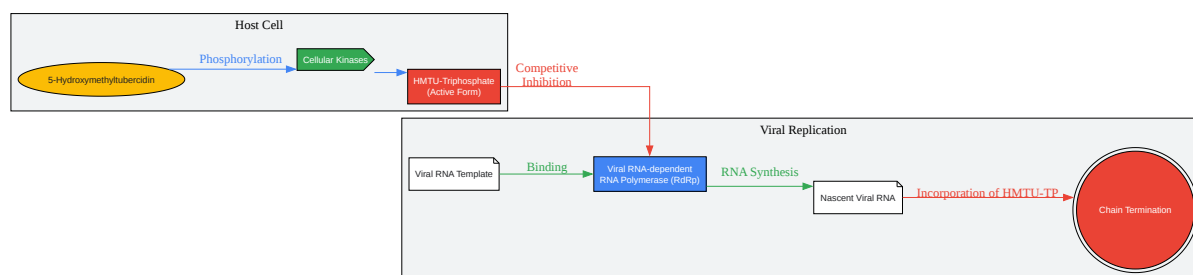 Host Cell
5-Hydroxymethyltubercidin
Phosphorylation
Cellular Kinases
HMTU-Triphosphate
(Active Form)
Competitive
Inhibition
Viral Replication
Viral RNA Template
Binding
Viral RNA-dependent
RNA Polymerase (RdRp)
RNA Synthesis
Nascent Viral RNA
Incorporation of HMTU-TP
Chain Termination